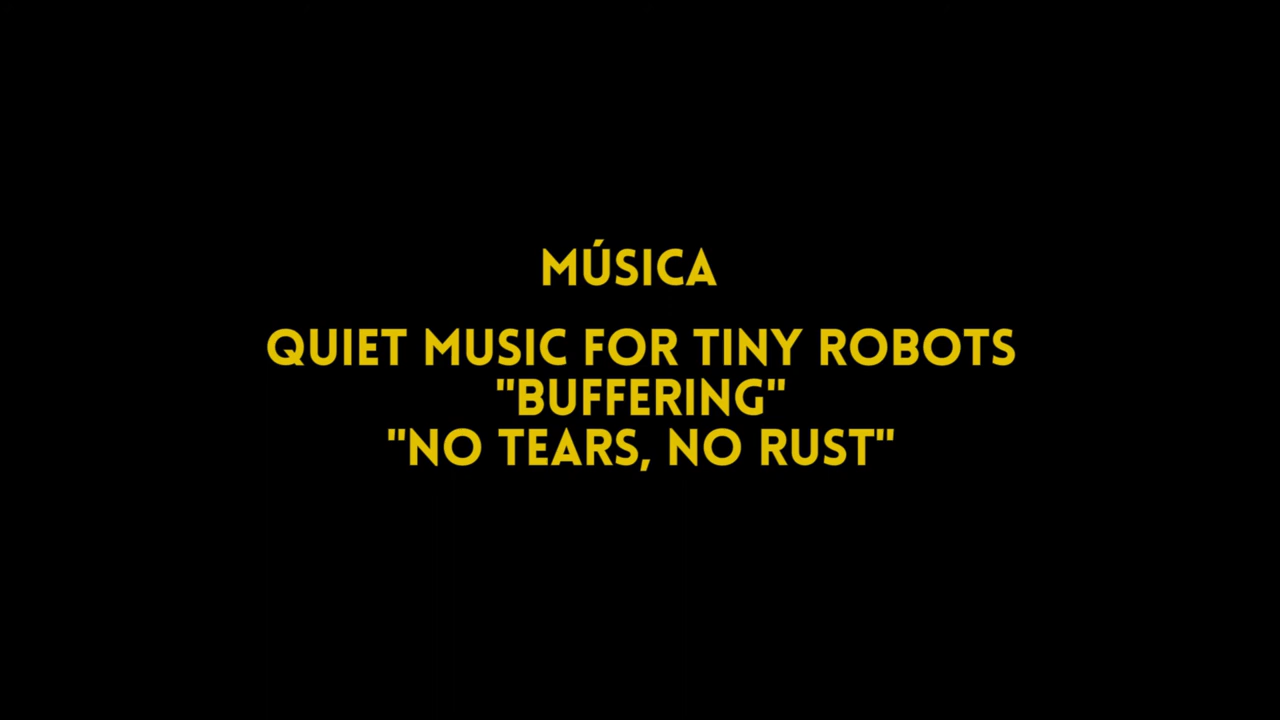 MÚSICA
QUIET MUSIC FOR TINY ROBOTS
"BUFFERING"
"NO TEARS, NO RUST"